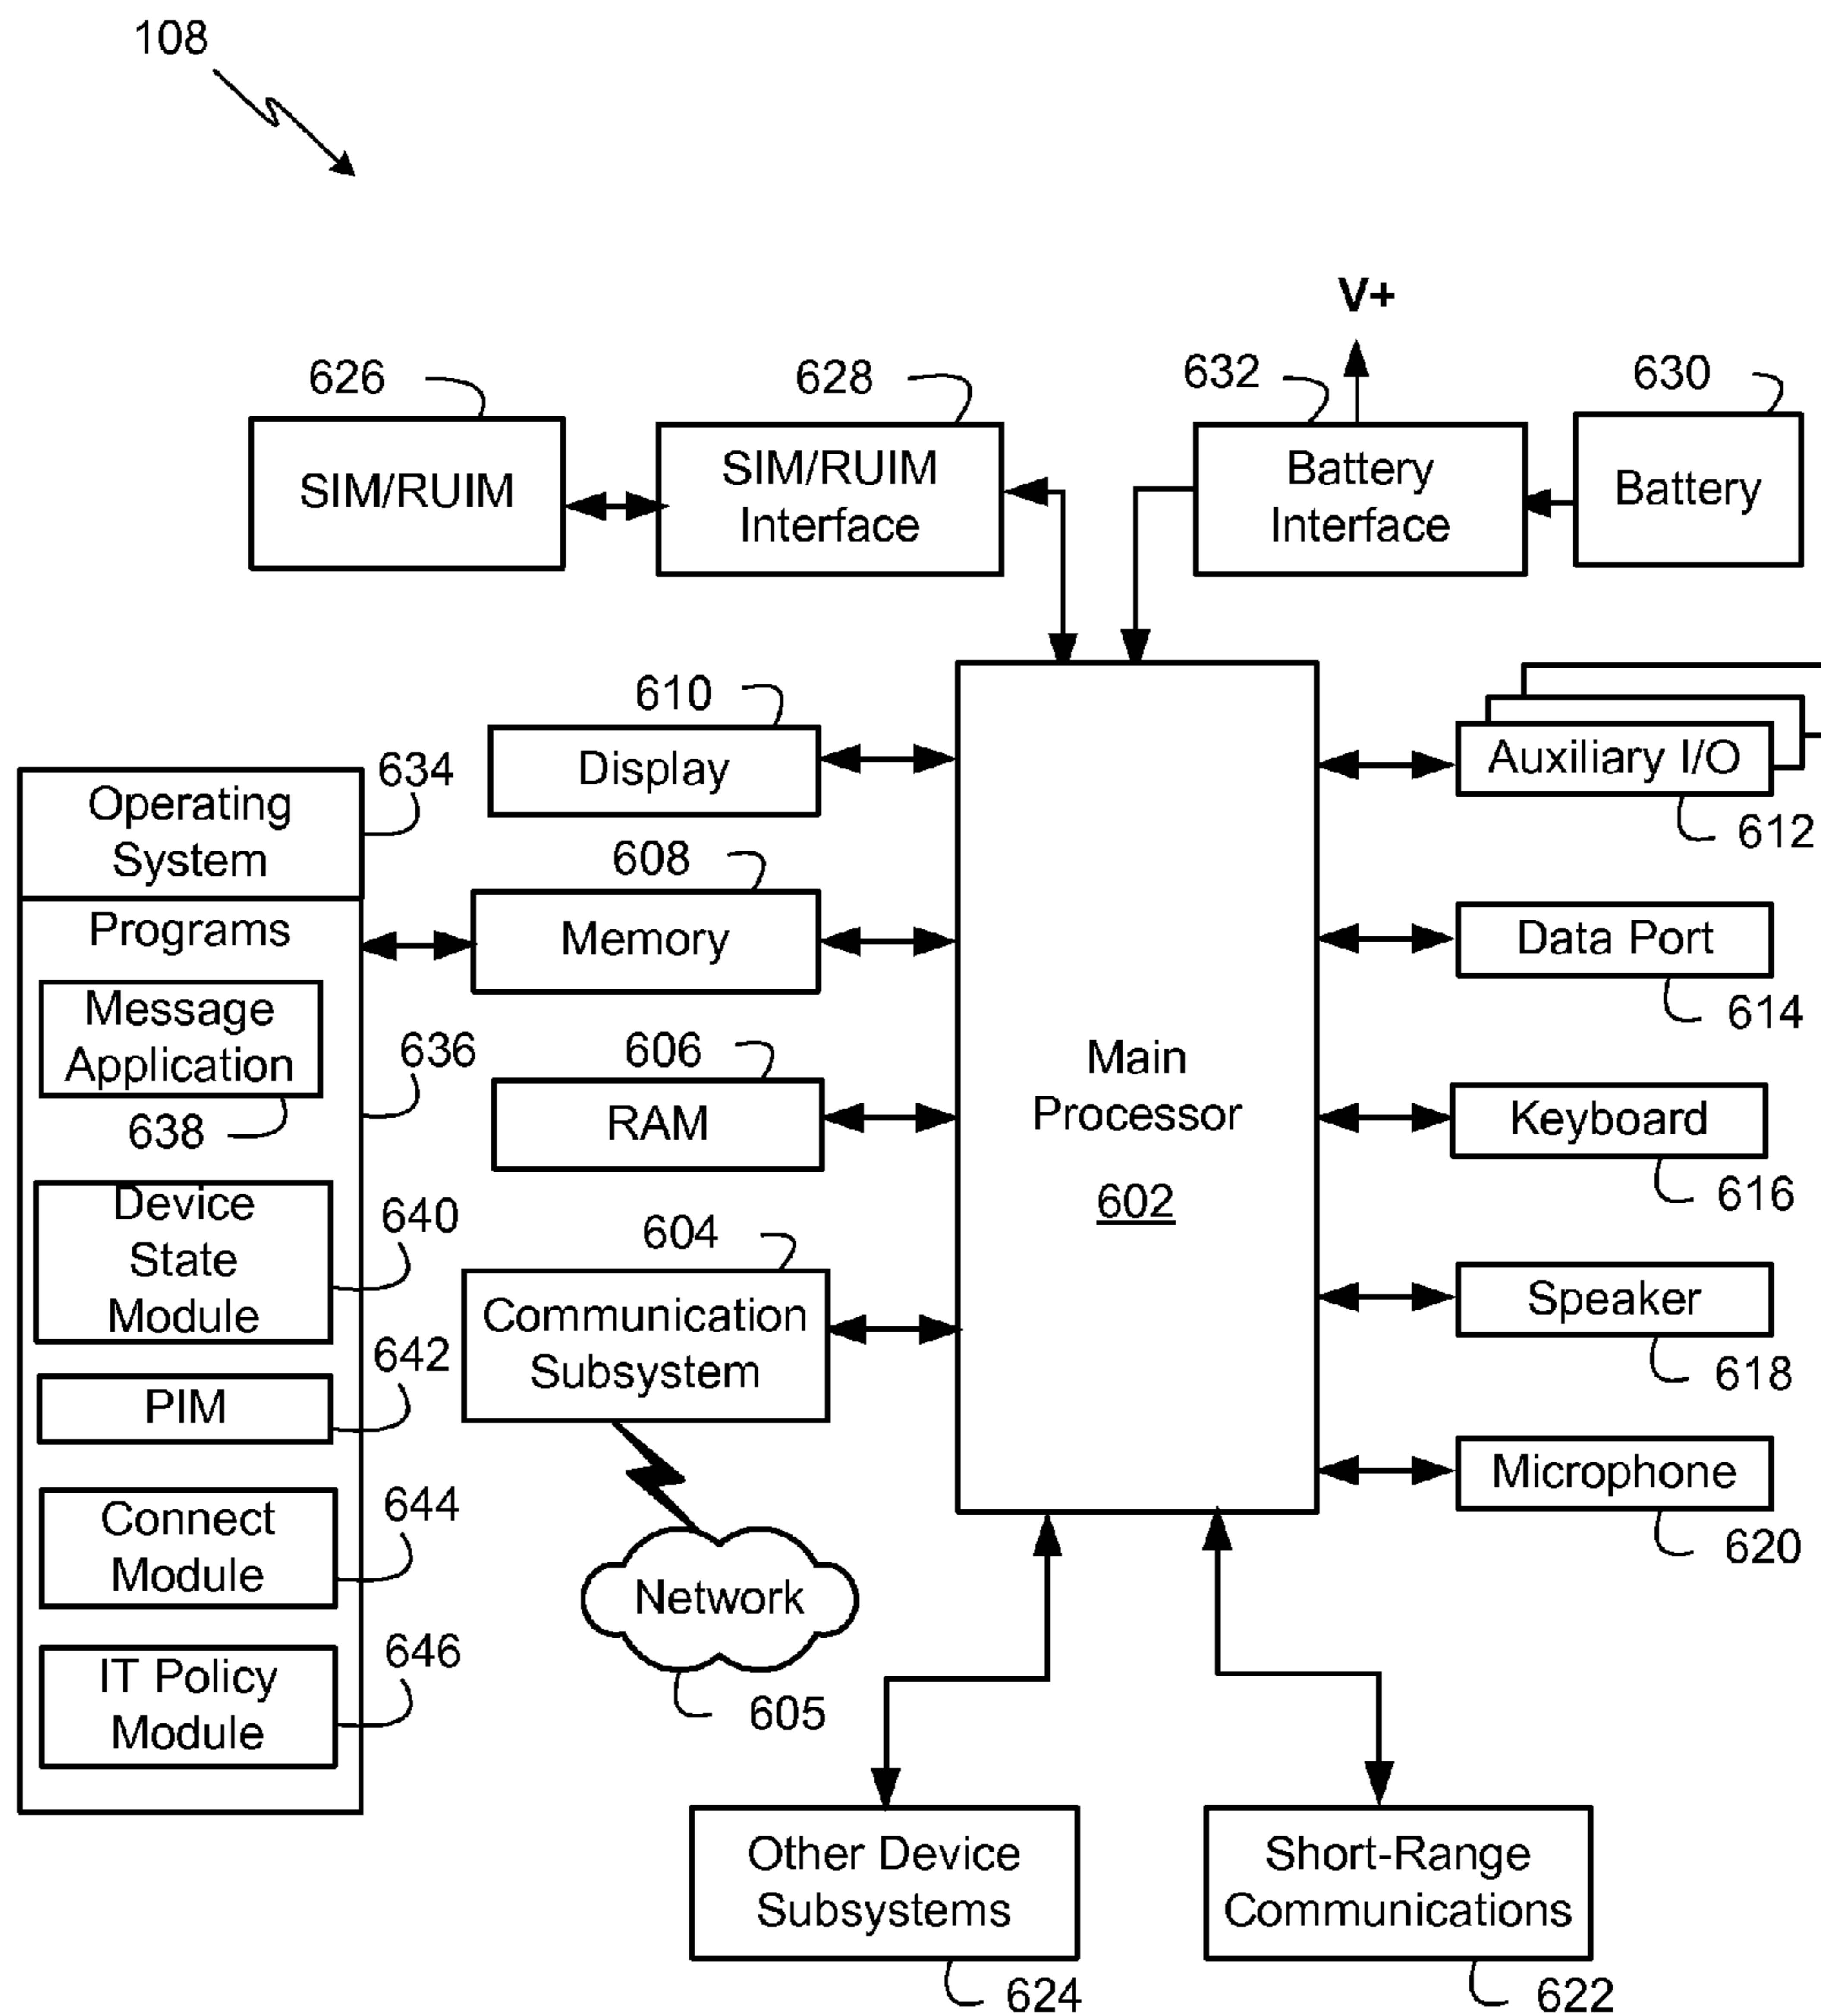 108
V+
626
628
632
630
SIM/RUIM
SIM/RUIM
Interface
Battery
Interface
Battery
610
Display
634
Operating
System
608
Memory
Programs
Message
Application
638
636
606
RAM
Device
State
Module
640
604
Communication
Subsystem
642
PIM
644
Connect
Module
646
IT Policy
Module
Network
605
Main
Processor
602
Auxiliary I/O
612
Data Port
614
Keyboard
616
Speaker
618
Microphone
620
Other Device
Subsystems
624
Short-Range
Communications
622